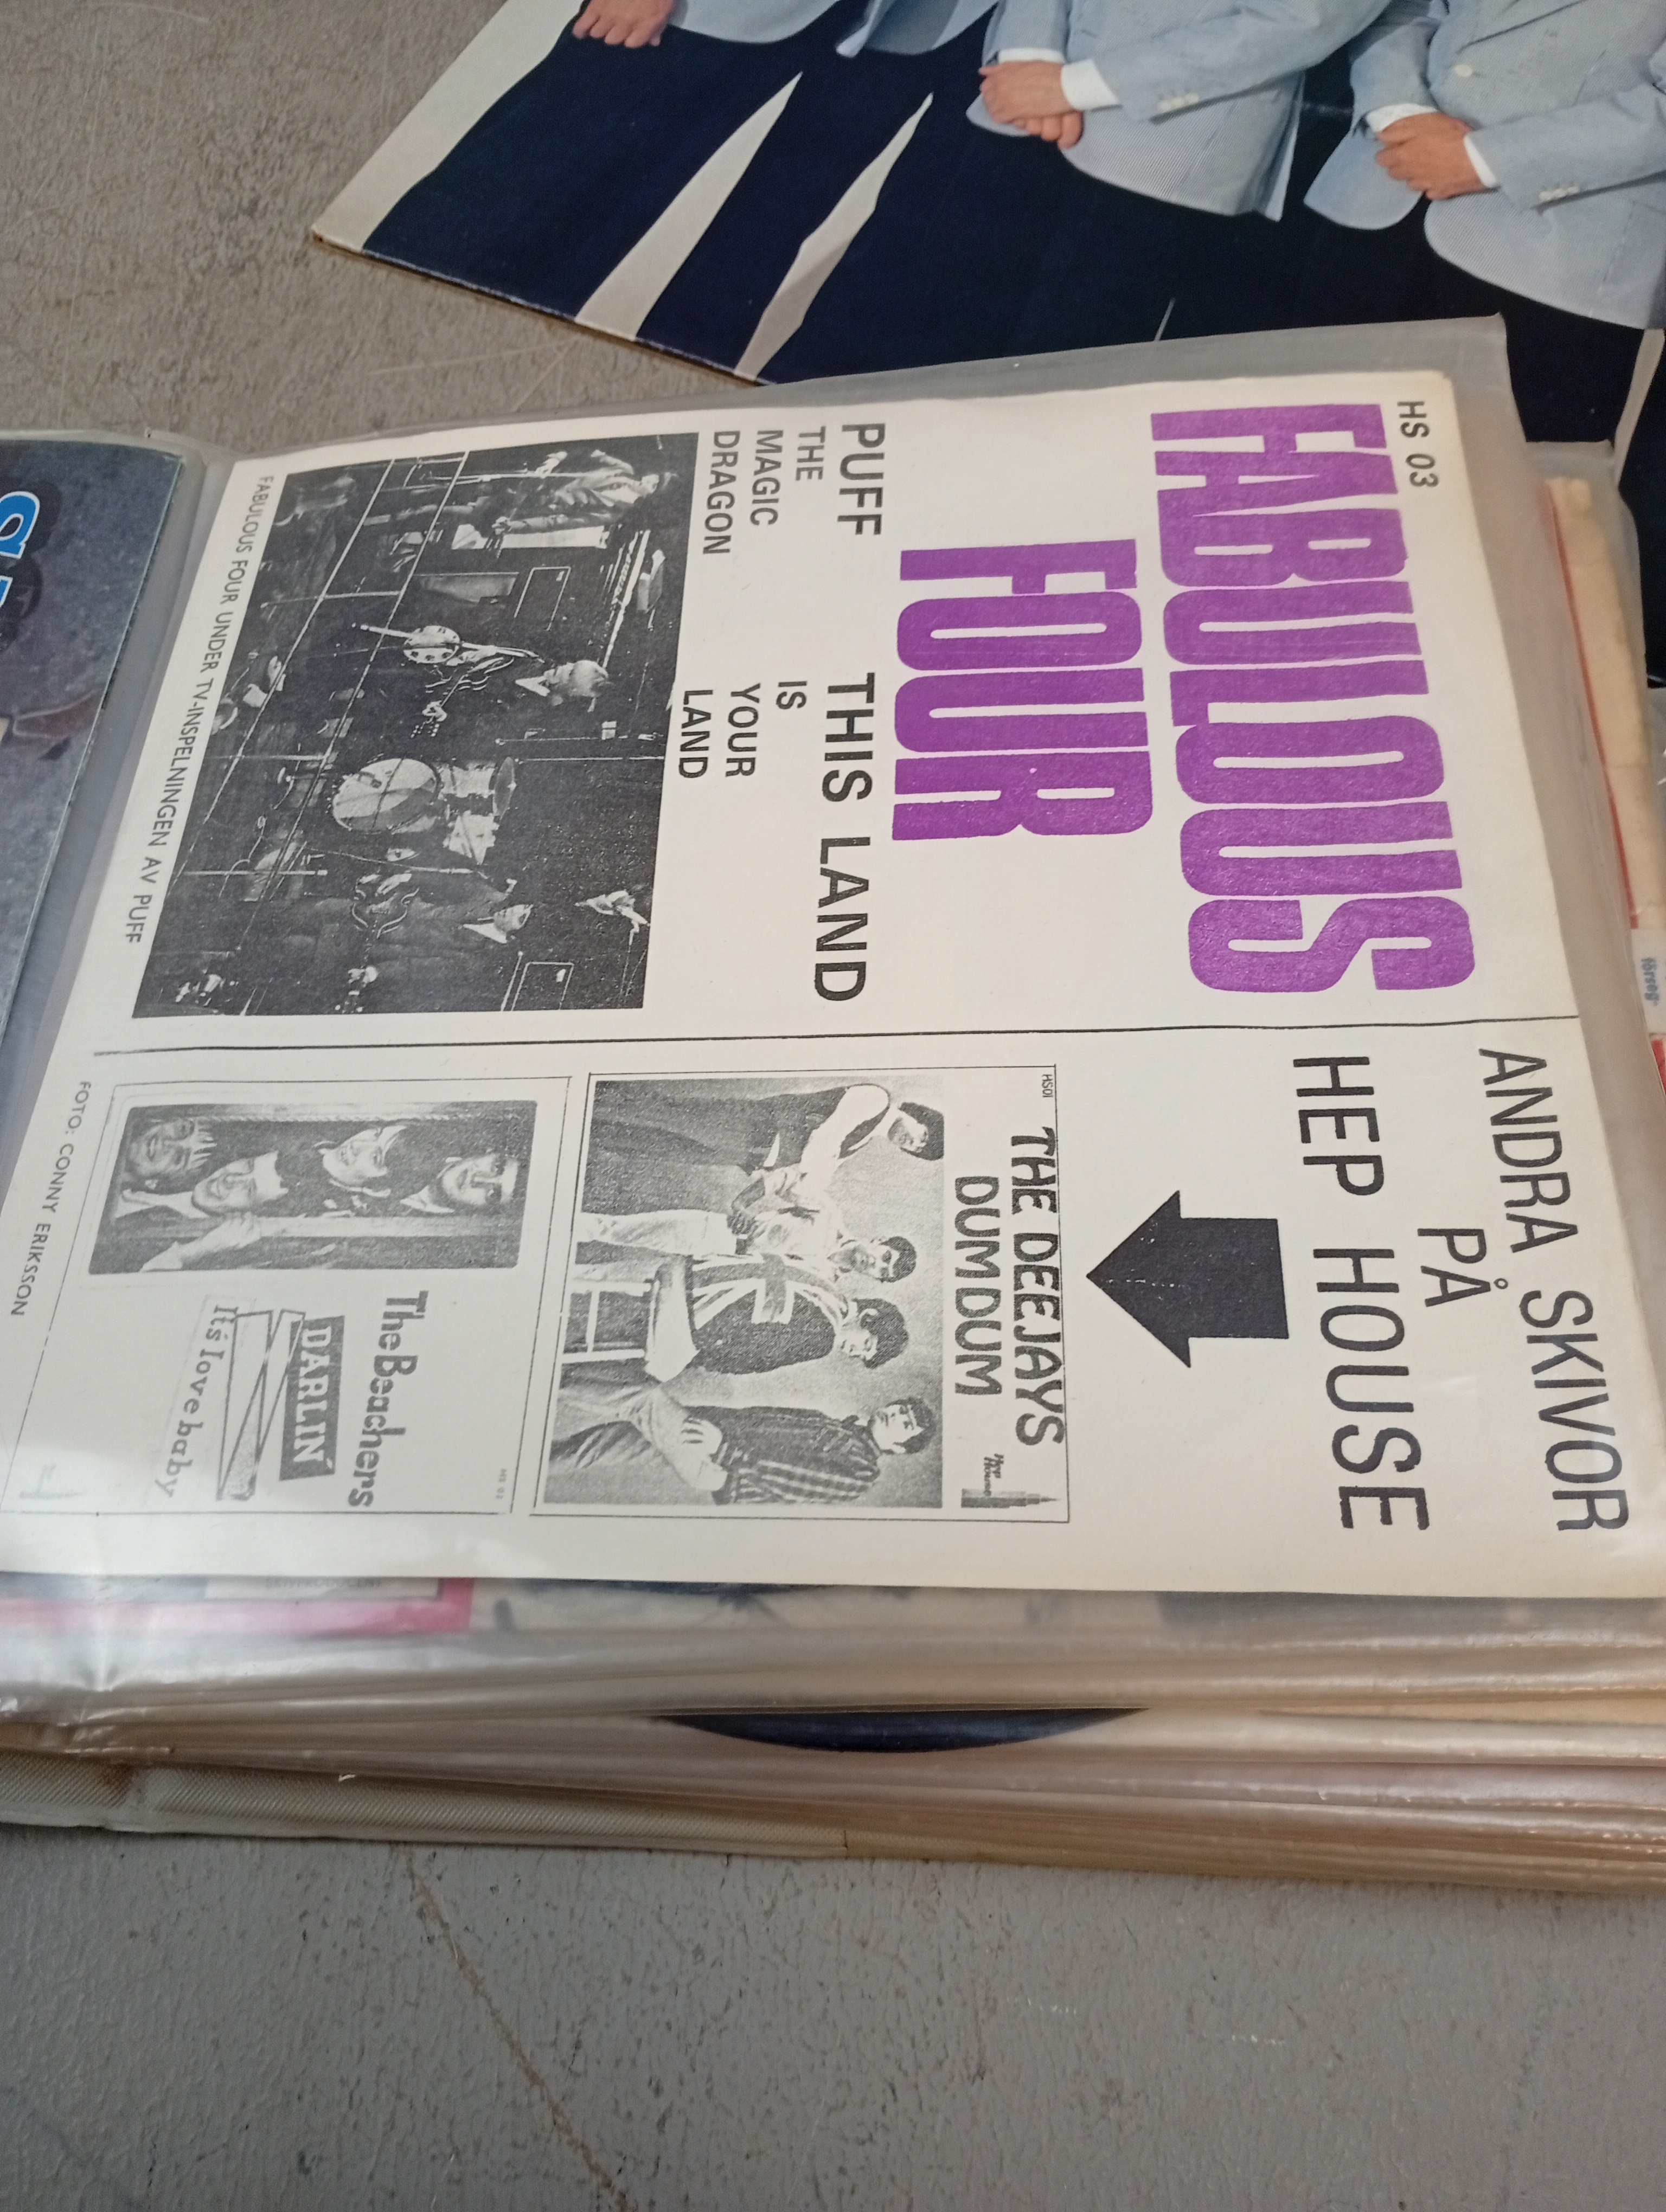 HS 03
FABULOUS
FOUR
PUFF
THE
MAGIC
DRAGON
THIS LAND
IS
YOUR
LAND
FABULOUS FOUR UNDER TV-INSPELNINGEN AV PUFF
ANDRA SKIVOR
PÅ
HEP HOUSE
HS01
THE DEEJAYS
DUM DUM
Hep
House
The Beachers
DARLIN'
It's love baby
FOTO: CONNY ERIKSSON